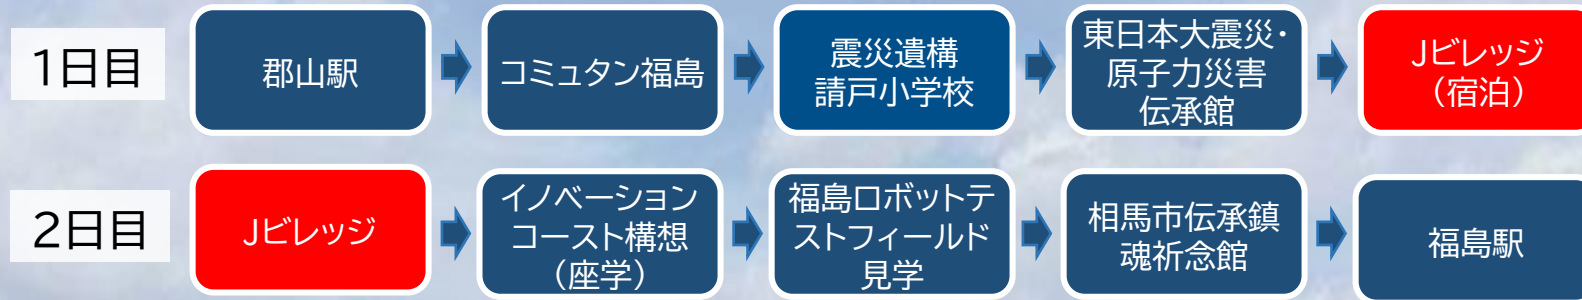 1日目
郡山駅
コミュタン福島
震災遺構
請戸小学校
東日本大震災・
原子力災害
伝承館
Jビレッジ
（宿泊）
2日目
Jビレッジ
イノベーション
コースト構想
（座学）
福島ロボットテ
ストフィールド
見学
相馬市伝承鎮
魂祈念館
福島駅